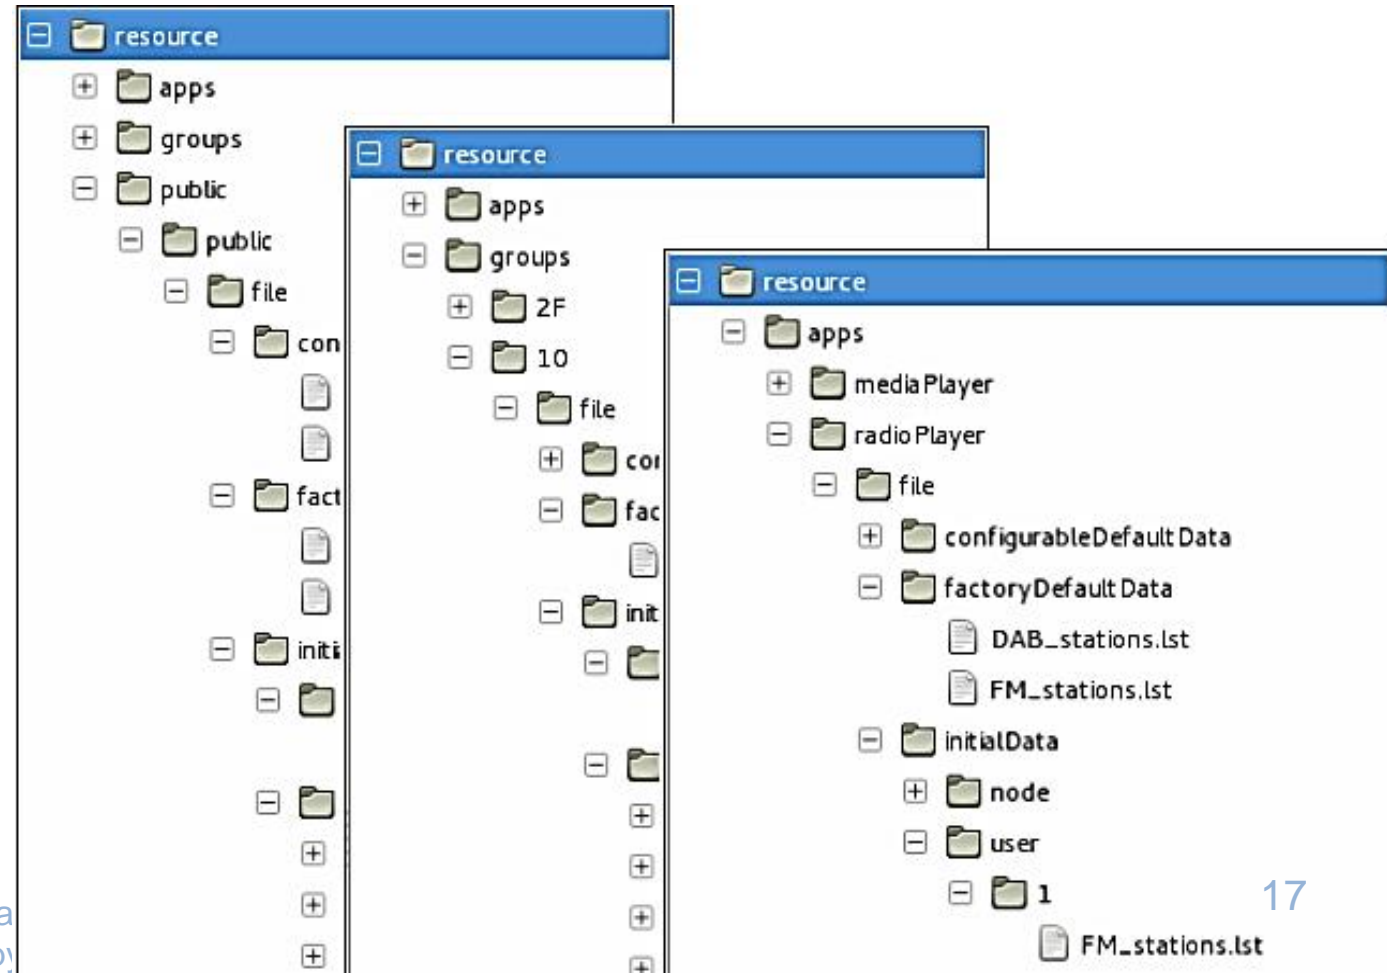 resource
apps
groups
public
public
file
con
fact
initi
resource
apps
groups
2F
10
file
con
fac
init
resource
apps
mediaPlayer
radioPlayer
file
configurableDefaultData
factoryDefaultData
DAB_stations.lst
FM_stations.lst
initialData
node
user
1
FM_stations.lst
17
a